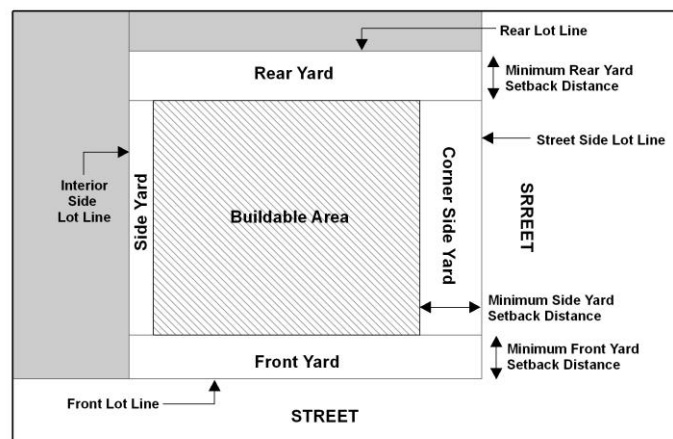 Rear Lot Line
Rear Yard
Minimum Rear Yard
Setback Distance
Street Side Lot Line
Interior
Side
Lot Line
Side Yard
Buildable Area
Corner Side Yard
SRREET
Minimum Side Yard
Setback Distance
Front Yard
Minimum Front Yard
Setback Distance
Front Lot Line
STREET